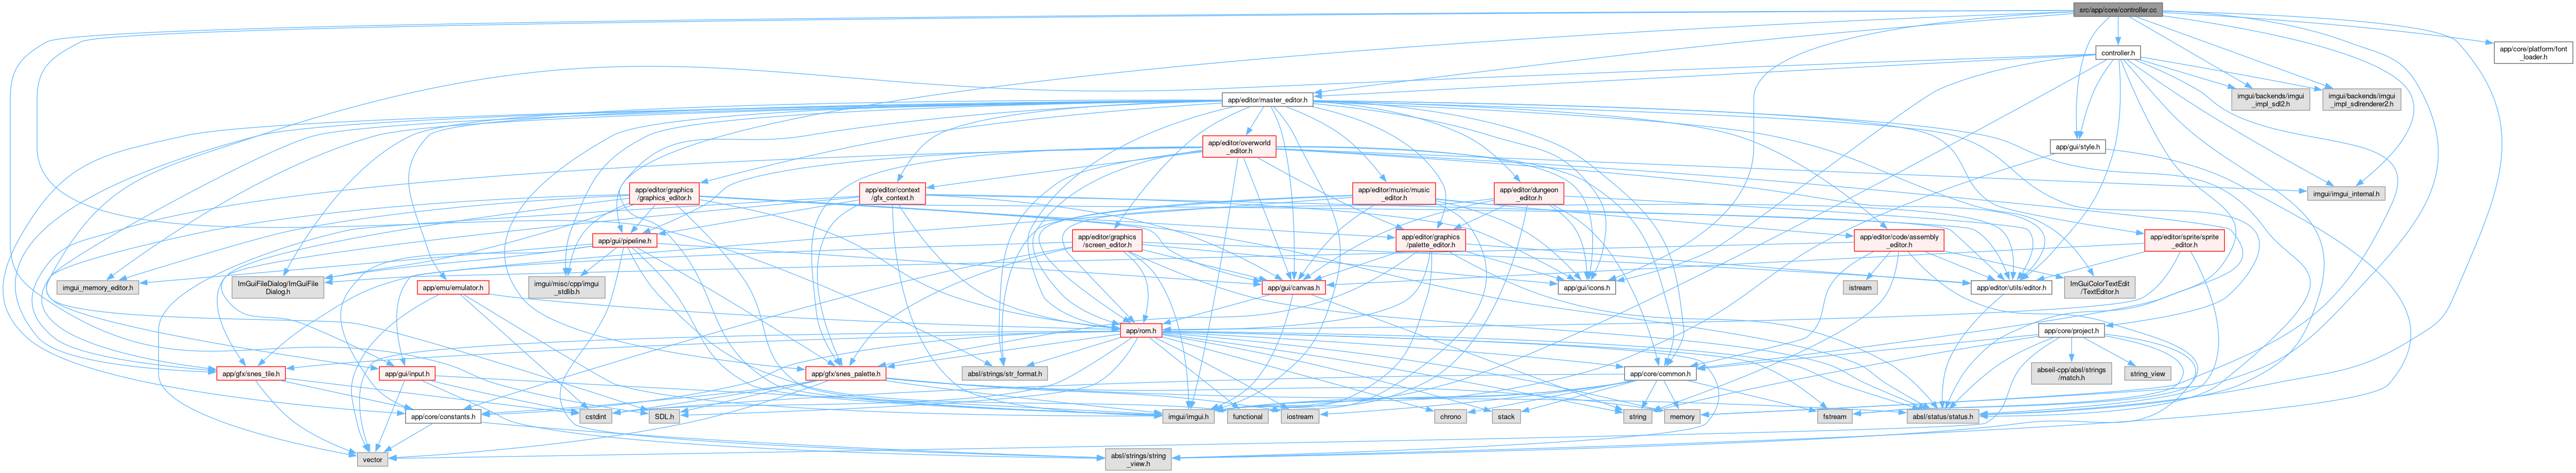 src/app/core/controller.cc
app/core/platform/font
_loader.h
controller.h
app/editor/master_editor.h
imgui/backends/imgui
_impl_sdl2.h
imgui/backends/imgui
_impl_sdlrenderer2.h
app/editor/overworld
_editor.h
app/gui/style.h
app/editor/graphics
/graphics_editor.h
app/editor/context
/gfx_context.h
app/editor/music/music
_editor.h
app/editor/dungeon
_editor.h
imgui/imgui_internal.h
app/gui/pipeline.h
app/editor/graphics
/screen_editor.h
app/editor/graphics
/palette_editor.h
app/editor/code/assembly
_editor.h
app/editor/sprite/sprite
_editor.h
imgui_memory_editor.h
ImGuiFileDialog/ImGuiFile
Dialog.h
app/emu/emulator.h
imgui/misc/cpp/imgui
_stdlib.h
app/gui/canvas.h
app/gui/icons.h
istream
app/editor/utils/editor.h
ImGuiColorTextEdit
/TextEditor.h
app/rom.h
app/core/project.h
app/gfx/snes_tile.h
app/gui/input.h
app/gfx/snes_palette.h
absl/strings/str_format.h
app/core/common.h
abseil-cpp/absl/strings
/match.h
string_view
app/core/constants.h
cstdint
SDL.h
imgui/imgui.h
functional
iostream
chrono
stack
string
memory
fstream
absl/status/status.h
vector
absl/strings/string
_view.h